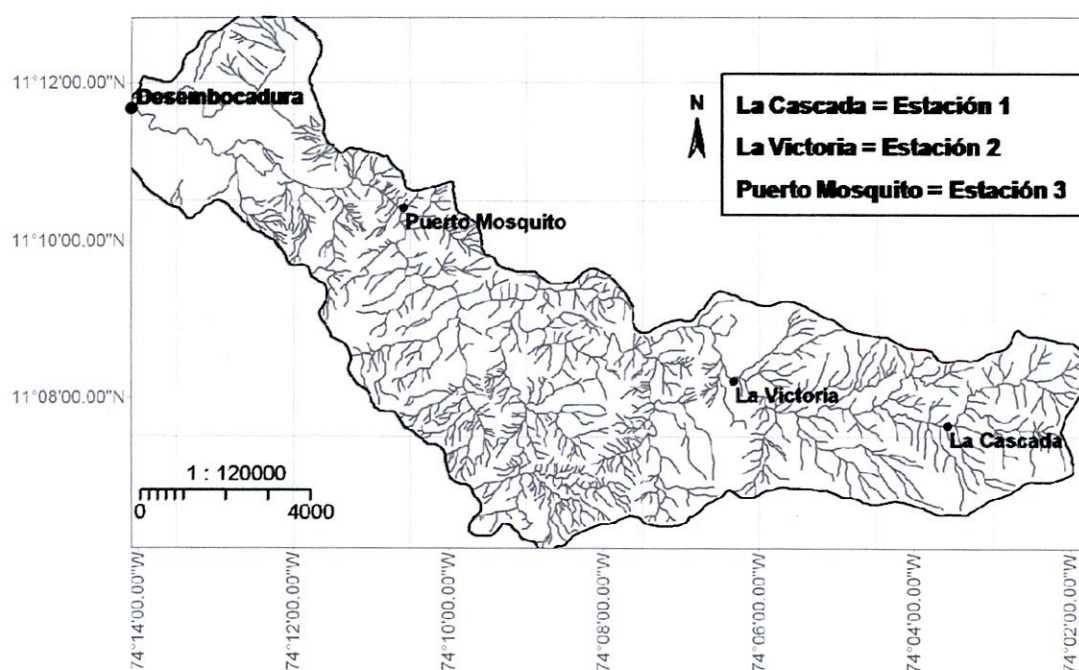 11°12'00.00"N
Desembocadura
N
La Cascada = Estación 1
La Victoria = Estación 2
Puerto Mosquito = Estación 3
Puerto Mosquito
11°10'00.00"N
11°08'00.00"N
La Victoria
La Cascada
1 : 120000
0 4000
74°14'00.00"W
74°12'00.00"W
74°10'00.00"W
74°08'00.00"W
74°06'00.00"W
74°04'00.00"W
74°02'00.00"W